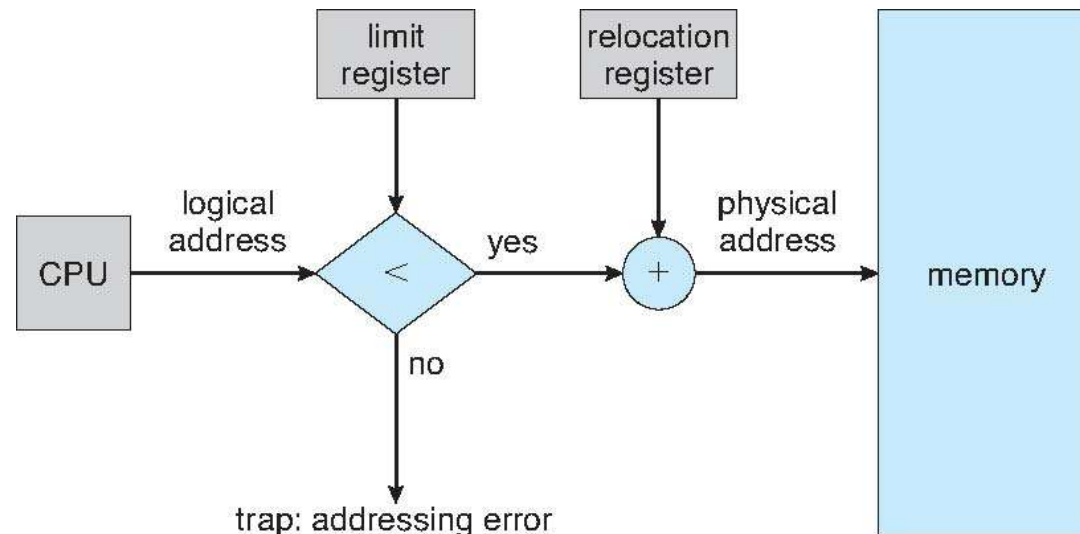 limit
register
relocation
register
logical
address
physical
address
CPU
<
yes
+
memory
no
trap: addressing error